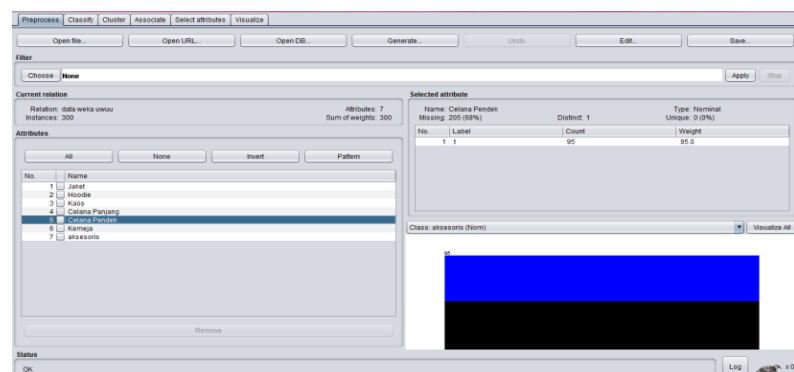 Preprocess Classify Cluster Associate Select attributes Visualize
Open file... Open URL... Open DB... Generate... Undo Edit... Save...
Filter
Choose None Apply Stop
Current relation
Relation: data weka uwuu Attributes: 7
Instances: 300 Sum of weights: 300
Attributes
All None Invert Pattern
No. Name
1 Jaket
2 Hoodie
3 Kaos
4 Celana Panjang
5 Celana Pendek
6 Kemeja
7 aksesoris
Remove
Selected attribute
Name: Celana Pendek Type: Nominal
Missing: 205 (68%) Distinct: 1 Unique: 0 (0%)
No. Label Count Weight
1 t 95 95.0
Class: aksesoris (Nom) Visualize All
95
Status
OK Log x 0